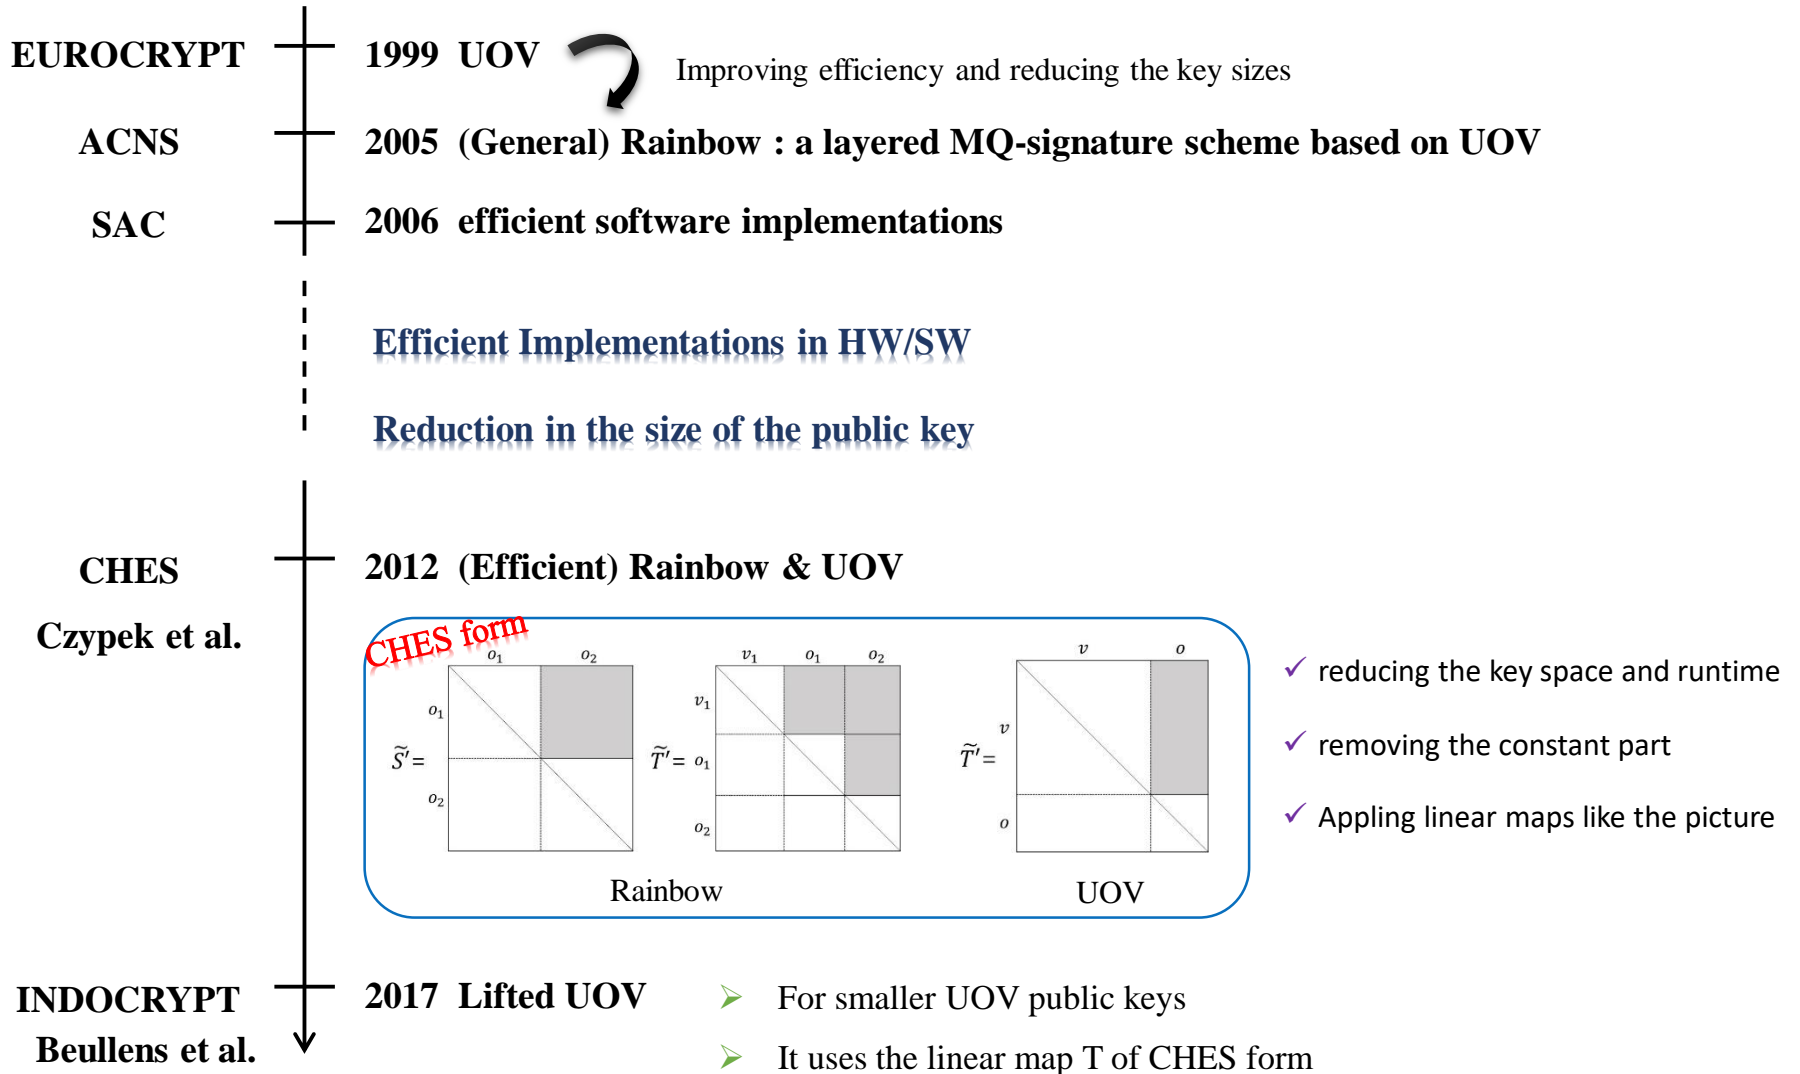 EUROCRYPT 1999 UOV
Improving efficiency and reducing the key sizes
ACNS 2005 (General) Rainbow : a layered MQ-signature scheme based on UOV
SAC 2006 efficient software implementations
Efficient Implementations in HW/SW
Reduction in the size of the public key
CHES 2012 (Efficient) Rainbow & UOV
Czypek et al.
CHES form
o₁ o₂
o₁
S̃′=
o₂
v₁ o₁ o₂
v₁
T̃′= o₁
o₂
Rainbow
v o
v
T̃′=
o
UOV
✓ reducing the key space and runtime
✓ removing the constant part
✓ Appling linear maps like the picture
INDOCRYPT 2017 Lifted UOV
Beullens et al.
➢ For smaller UOV public keys
➢ It uses the linear map T of CHES form